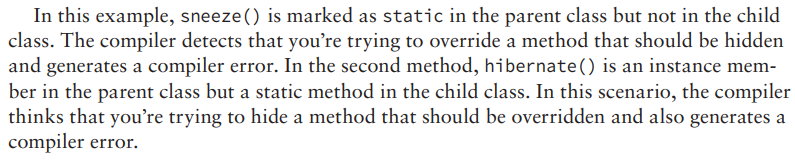 In this example, sneeze() is marked as static in the parent class but not in the child
class. The compiler detects that you’re trying to override a method that should be hidden
and generates a compiler error. In the second method, hibernate() is an instance mem-
ber in the parent class but a static method in the child class. In this scenario, the compiler
thinks that you’re trying to hide a method that should be overridden and also generates a
compiler error.